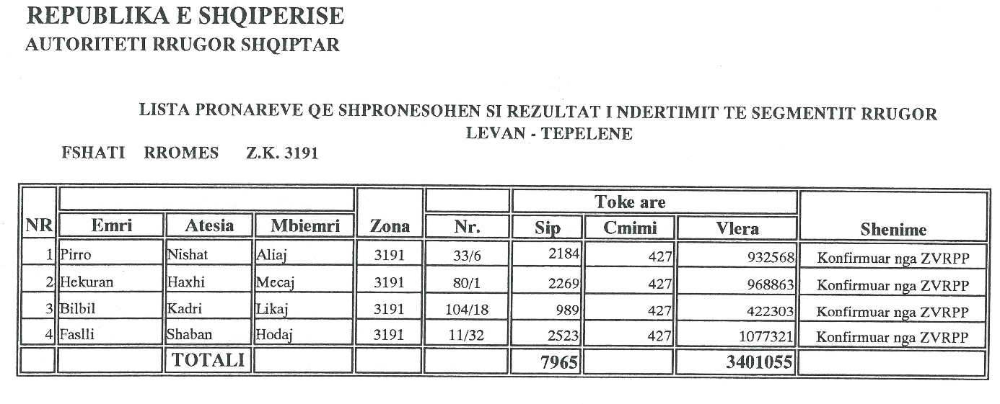 REPUBLIKA E SHQIPERISE
AUTORITETI RRUGOR SHQIPTAR
LISTA PRONAREVE QE SHPRONESOHEN SI REZULTAT I NDERTIMIT TE SEGMENTIT RRUGOR
LEVAN - TEPELENE
FSHATI RROMES Z.K. 3191
Toke are
NR Emri Atesia Mbiemri Zona Nr. Sip Cmimi Vlera Shenime
1 Pirro Nishat Aliaj 3191 33/6 2184 427 932568 Konfirmuar nga ZVRPP
2 Hekuran Haxhi Mecaj 3191 80/1 2269 427 968863 Konfirmuar nga ZVRPP
3 Bilbil Kadri Likaj 3191 104/18 989 427 422303 Konfirmuar nga ZVRPP
4 Faslli Shaban Hodaj 3191 11/32 2523 427 1077321 Konfirmuar nga ZVRPP
TOTALI 7965 3401055